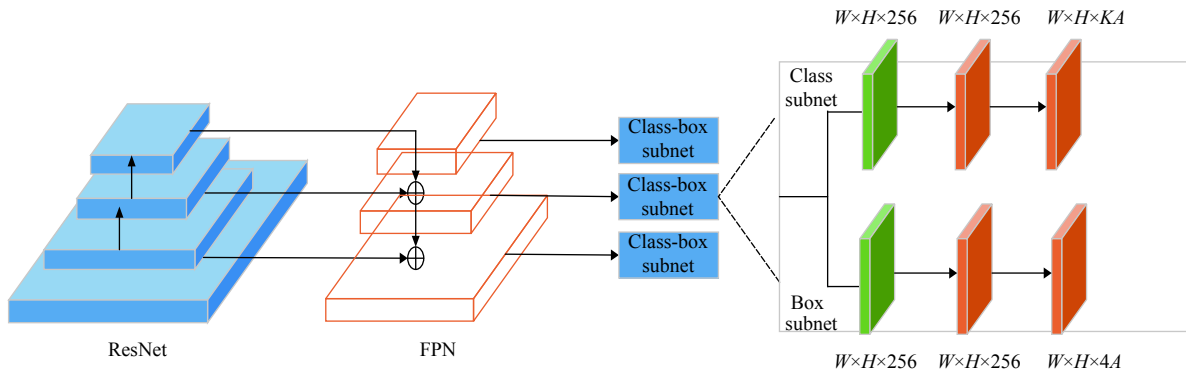 W×H×256 W×H×256 W×H×KA
Class
subnet
Class-box
subnet
Class-box
subnet
Class-box
subnet
Box
subnet
ResNet
FPN
W×H×256 W×H×256 W×H×4A